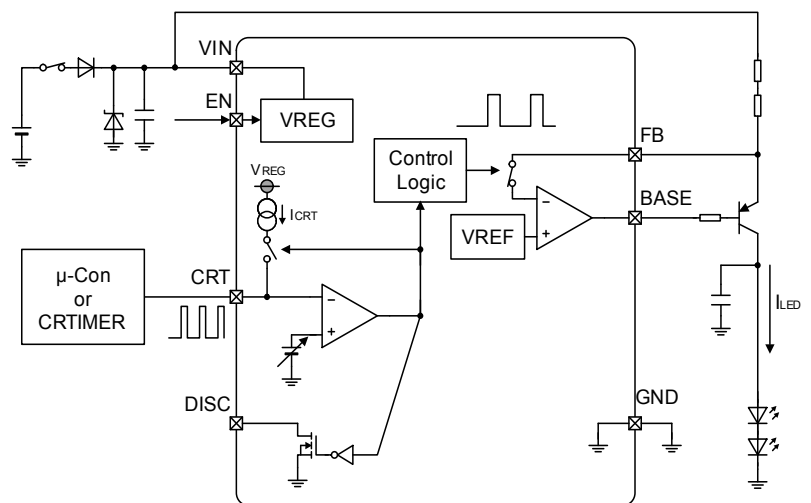 VIN
EN
VREG
FB
Control
Logic
VREG
BASE
ICRT
VREF
CRT
µ-Con
or
CRTIMER
ILED
−
+
−
+
DISC
GND